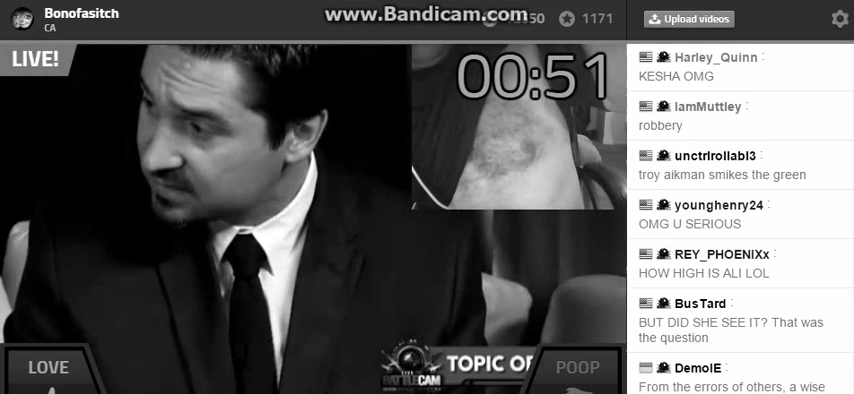 Bonofasitch
CA
www.Bandicam.com
1171
Upload videos
LIVE!
00:51
Harley_Quinn :
KESHA OMG
IamMuttley :
robbery
unctrlrollabl3 :
troy aikman smikes the green
younghenry24 :
OMG U SERIOUS
REY_PHOENIXx :
HOW HIGH IS ALI LOL
BusTard :
BUT DID SHE SEE IT? That was
the question
DemolE :
From the errors of others, a wise
LOVE
BATTLECAM
TOPIC OF
POOP